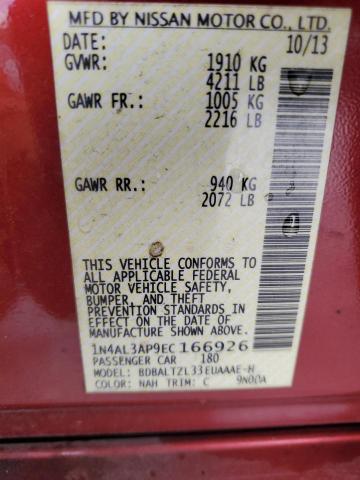 MFD BY NISSAN MOTOR CO., LTD.
DATE: 10/13
GVWR: 1910 KG
4211 LB
GAWR FR.: 1005 KG
2216 LB
GAWR RR.: 940 KG
2072 LB
THIS VEHICLE CONFORMS TO
ALL APPLICABLE FEDERAL
MOTOR VEHICLE SAFETY,
BUMPER, AND THEFT
PREVENTION STANDARDS IN
EFFECT ON THE DATE OF
MANUFACTURE SHOWN ABOVE.
1N4AL3AP9EC166926
PASSENGER CAR 180
MODEL: BDBALTZL33EUAAAE-H
COLOR: NAH TRIM: C